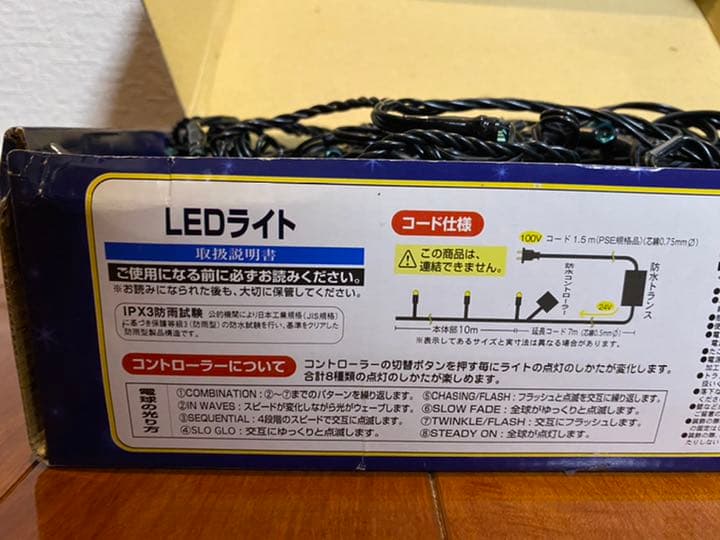 LEDライト
取扱説明書
ご使用になる前に必ずお読みください。
※お読みになられた後も、大切に保管してください。
IPX3防雨試験 公的機関により日本工業規格(JIS規格)
に基づき保護等級3(防雨型)の防水試験を行い、基準をクリアした
防雨型製品構造です。
コード仕様
この商品は、
連結できません。
100V コード 1.5m(PSE規格品)(芯線0.75mm∅)
防水トランス
防水コントローラー
24V
本体部10m
延長コード 7m(芯線0.5mm∅)
※表示してあるサイズと実寸法は異なる場合があります。
コントローラーについて
コントローラーの切替ボタンを押す毎にライトの点灯のしかたが変化します。
合計8種類の点灯のしかたが楽しめます。
電球の光り方
①COMBINATION:②〜⑦までのパターンを繰り返します。
②IN WAVES:スピードが変化しながら光がウェーブします。
③SEQUENTIAL:4段階のスピードで交互に点滅します。
④SLO GLO:交互にゆっくりと点滅します。
⑤CHASING/FLASH:フラッシュと点滅を交互に繰り返します。
⑥SLOW FADE:全球がゆっくりと点滅します。
⑦TWINKLE/FLASH:交互にフラッシュします。
⑧STEADY ON:全球が点灯します。